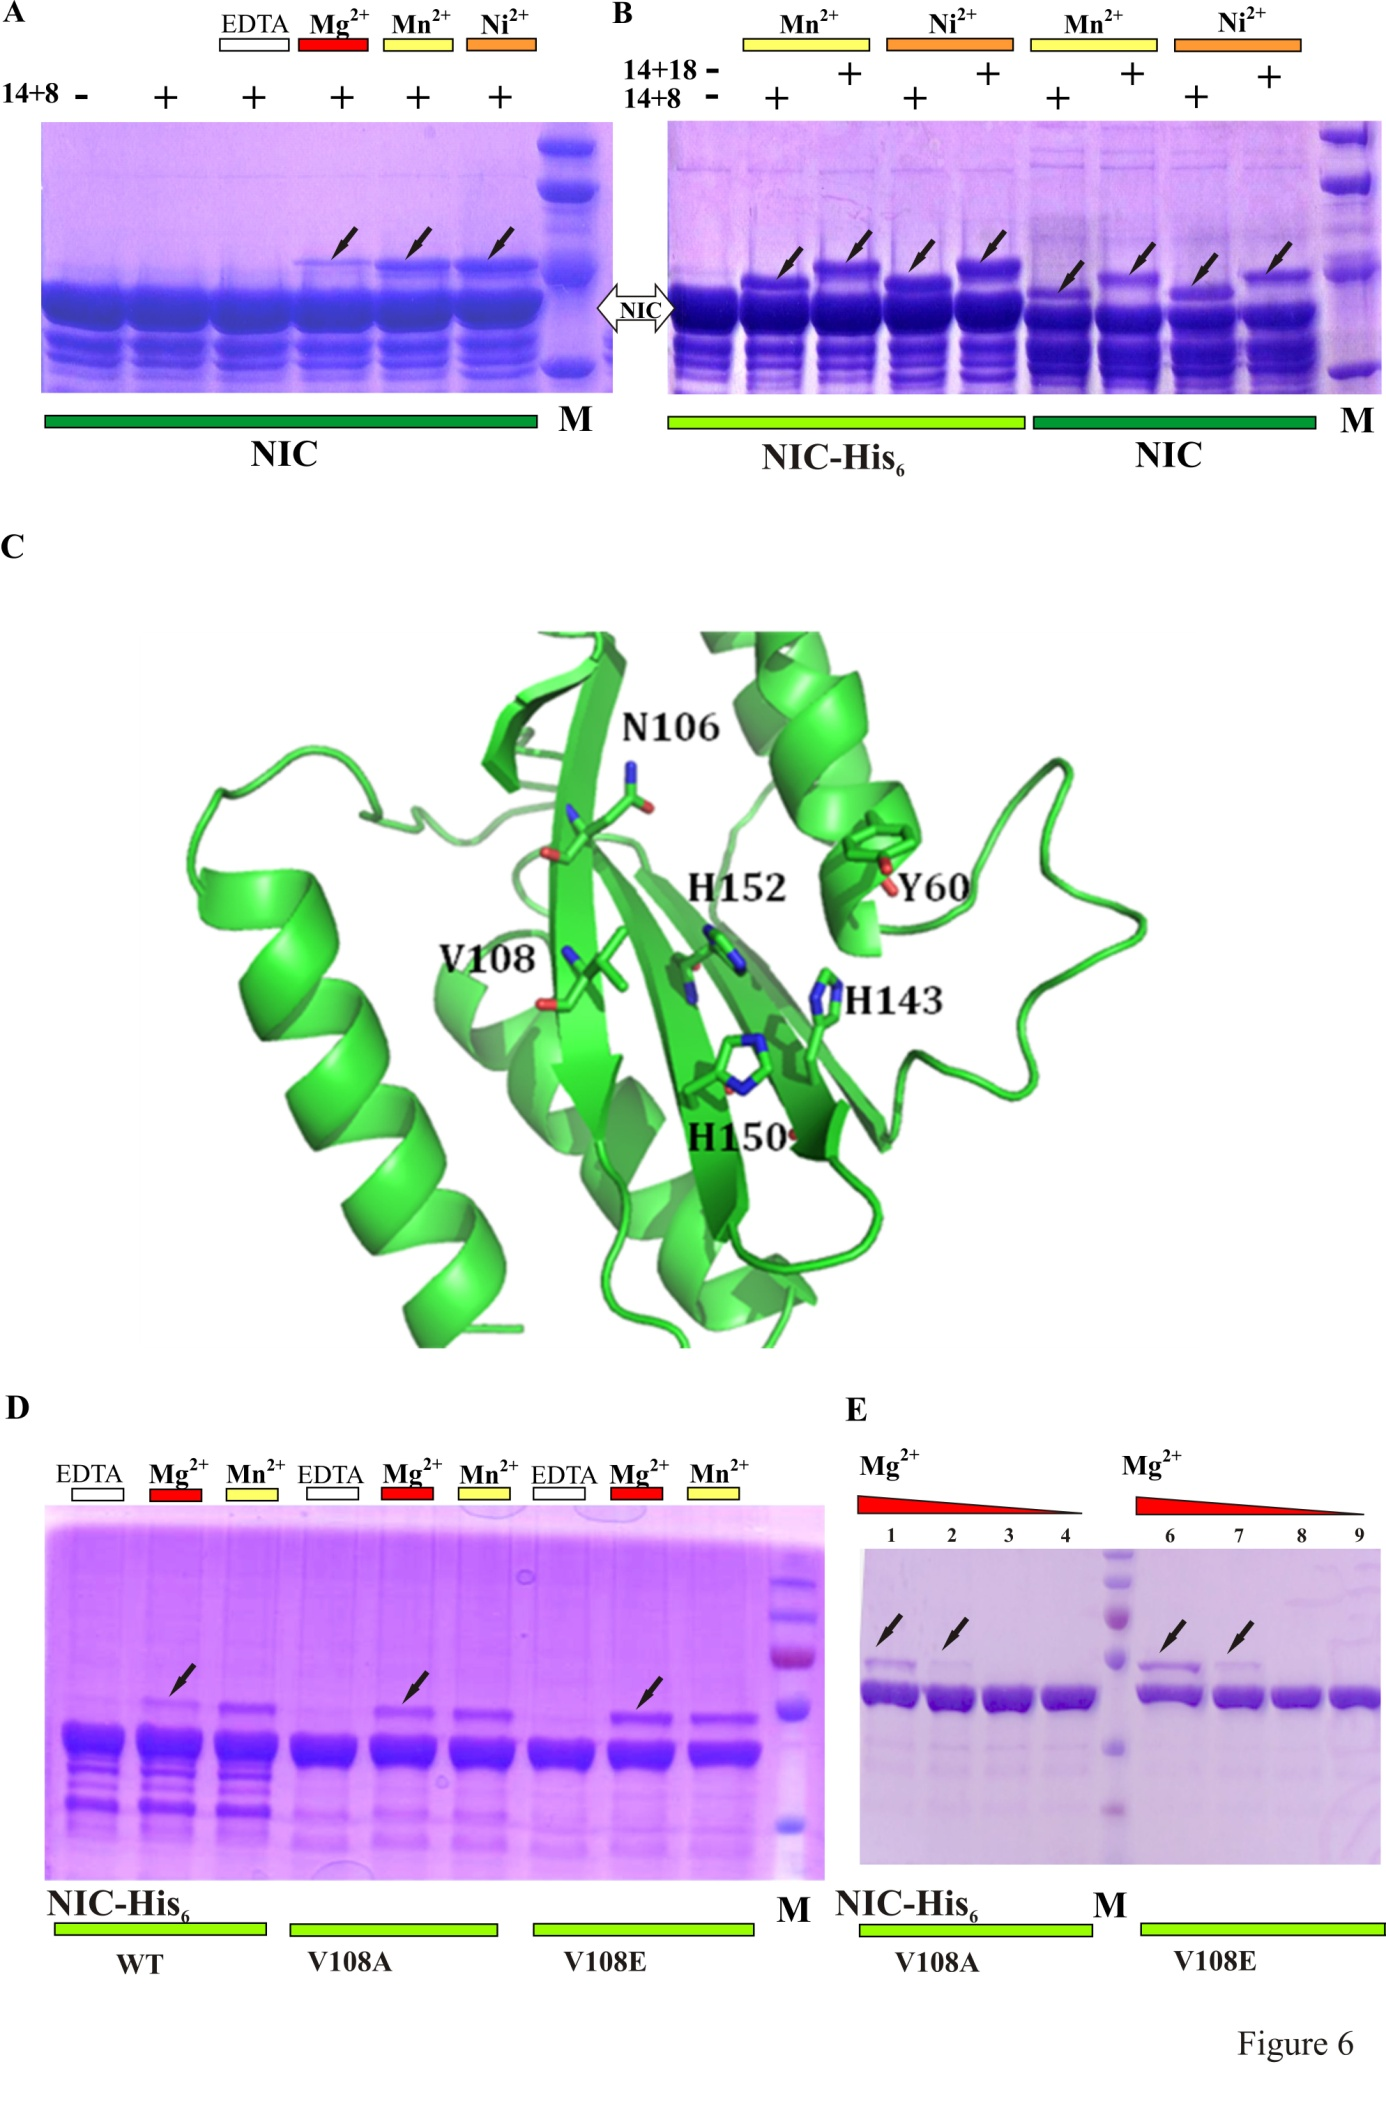 A
EDTA Mg2+ Mn2+ Ni2+
14+8 - + + + + +
NIC
M
B
Mn2+ Ni2+ Mn2+ Ni2+
14+18 - + + + +
14+8 - + + + +
NIC
NIC-His6
NIC
M
C
N106
H152
Y60
V108
H143
H150
D
EDTA Mg2+ Mn2+ EDTA Mg2+ Mn2+ EDTA Mg2+ Mn2+
NIC-His6
M
WT
V108A
V108E
E
Mg2+ Mg2+
1 2 3 4 6 7 8 9
NIC-His6
M
V108A
V108E
Figure 6